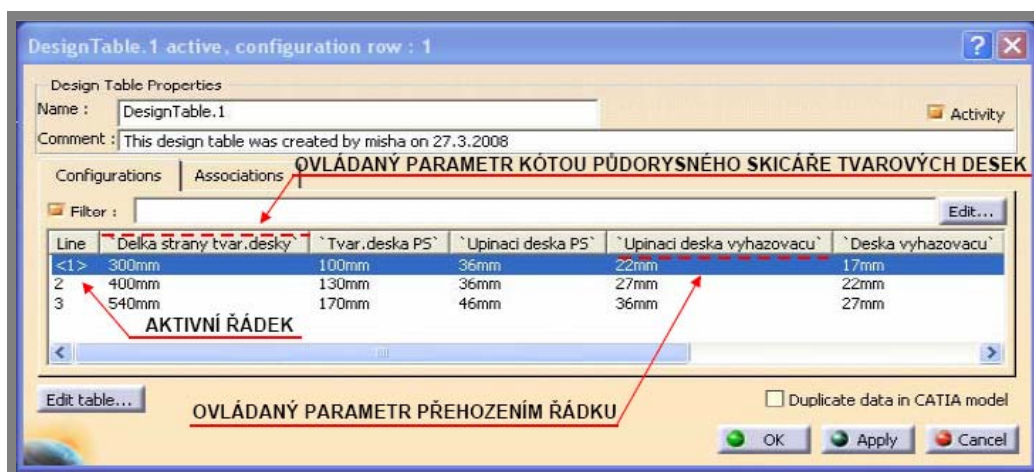 DesignTable.1 active, configuration row : 1
Design Table Properties
Name : DesignTable.1 Activity
Comment : This design table was created by misha on 27.3.2008
OVLÁDANÝ PARAMETR KÓTOU PŮDORYSNÉHO SKICÁŘE TVAROVÝCH DESEK
Configurations Associations
Filter : Edit...
Line `Delka strany tvar.desky` `Tvar.deska PS` `Upinaci deska PS` `Upinaci deska vyhazovacu` `Deska vyhazovacu`
<1> 300mm 100mm 36mm 22mm 17mm
2 400mm 130mm 36mm 27mm 22mm
3 540mm 170mm 46mm 36mm 27mm
AKTIVNÍ ŘÁDEK
Edit table... Duplicate data in CATIA model
OVLÁDANÝ PARAMETR PŘEHOZENÍM ŘÁDKU
OK Apply Cancel